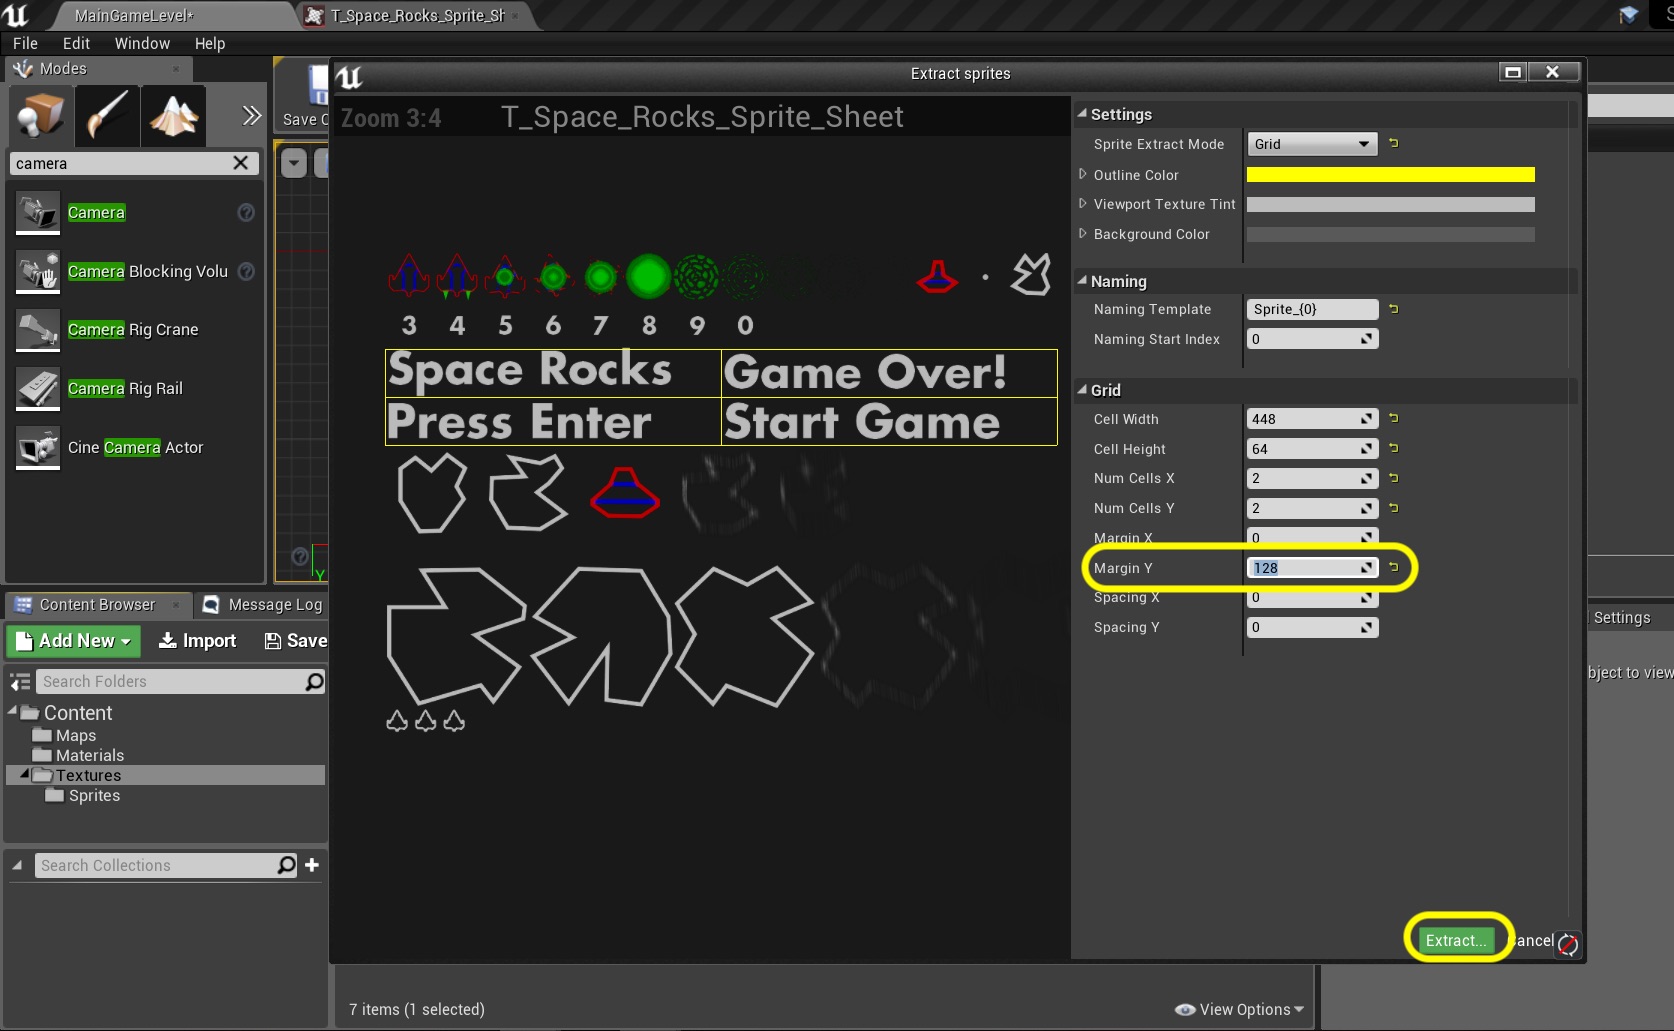 MainGameLevel*
T_Space_Rocks_Sprite_Sh
File Edit Window Help
Modes
Extract sprites
Save C
Zoom 3:4 T_Space_Rocks_Sprite_Sheet
camera
Camera
Camera Blocking Volu
Camera Rig Crane
Camera Rig Rail
Cine Camera Actor
3 4 5 6 7 8 9 0
Space Rocks Game Over!
Press Enter Start Game
Settings
Sprite Extract Mode Grid
Outline Color
Viewport Texture Tint
Background Color
Naming
Naming Template Sprite_{0}
Naming Start Index 0
Grid
Cell Width 448
Cell Height 64
Num Cells X 2
Num Cells Y 2
Margin X 0
Margin Y 128
Spacing X 0
Spacing Y 0
Y
Content Browser Message Log
Add New Import Save
Search Folders
Content
Maps
Materials
Textures
Sprites
Search Collections
Settings
bject to view
Extract... Cancel
7 items (1 selected) View Options